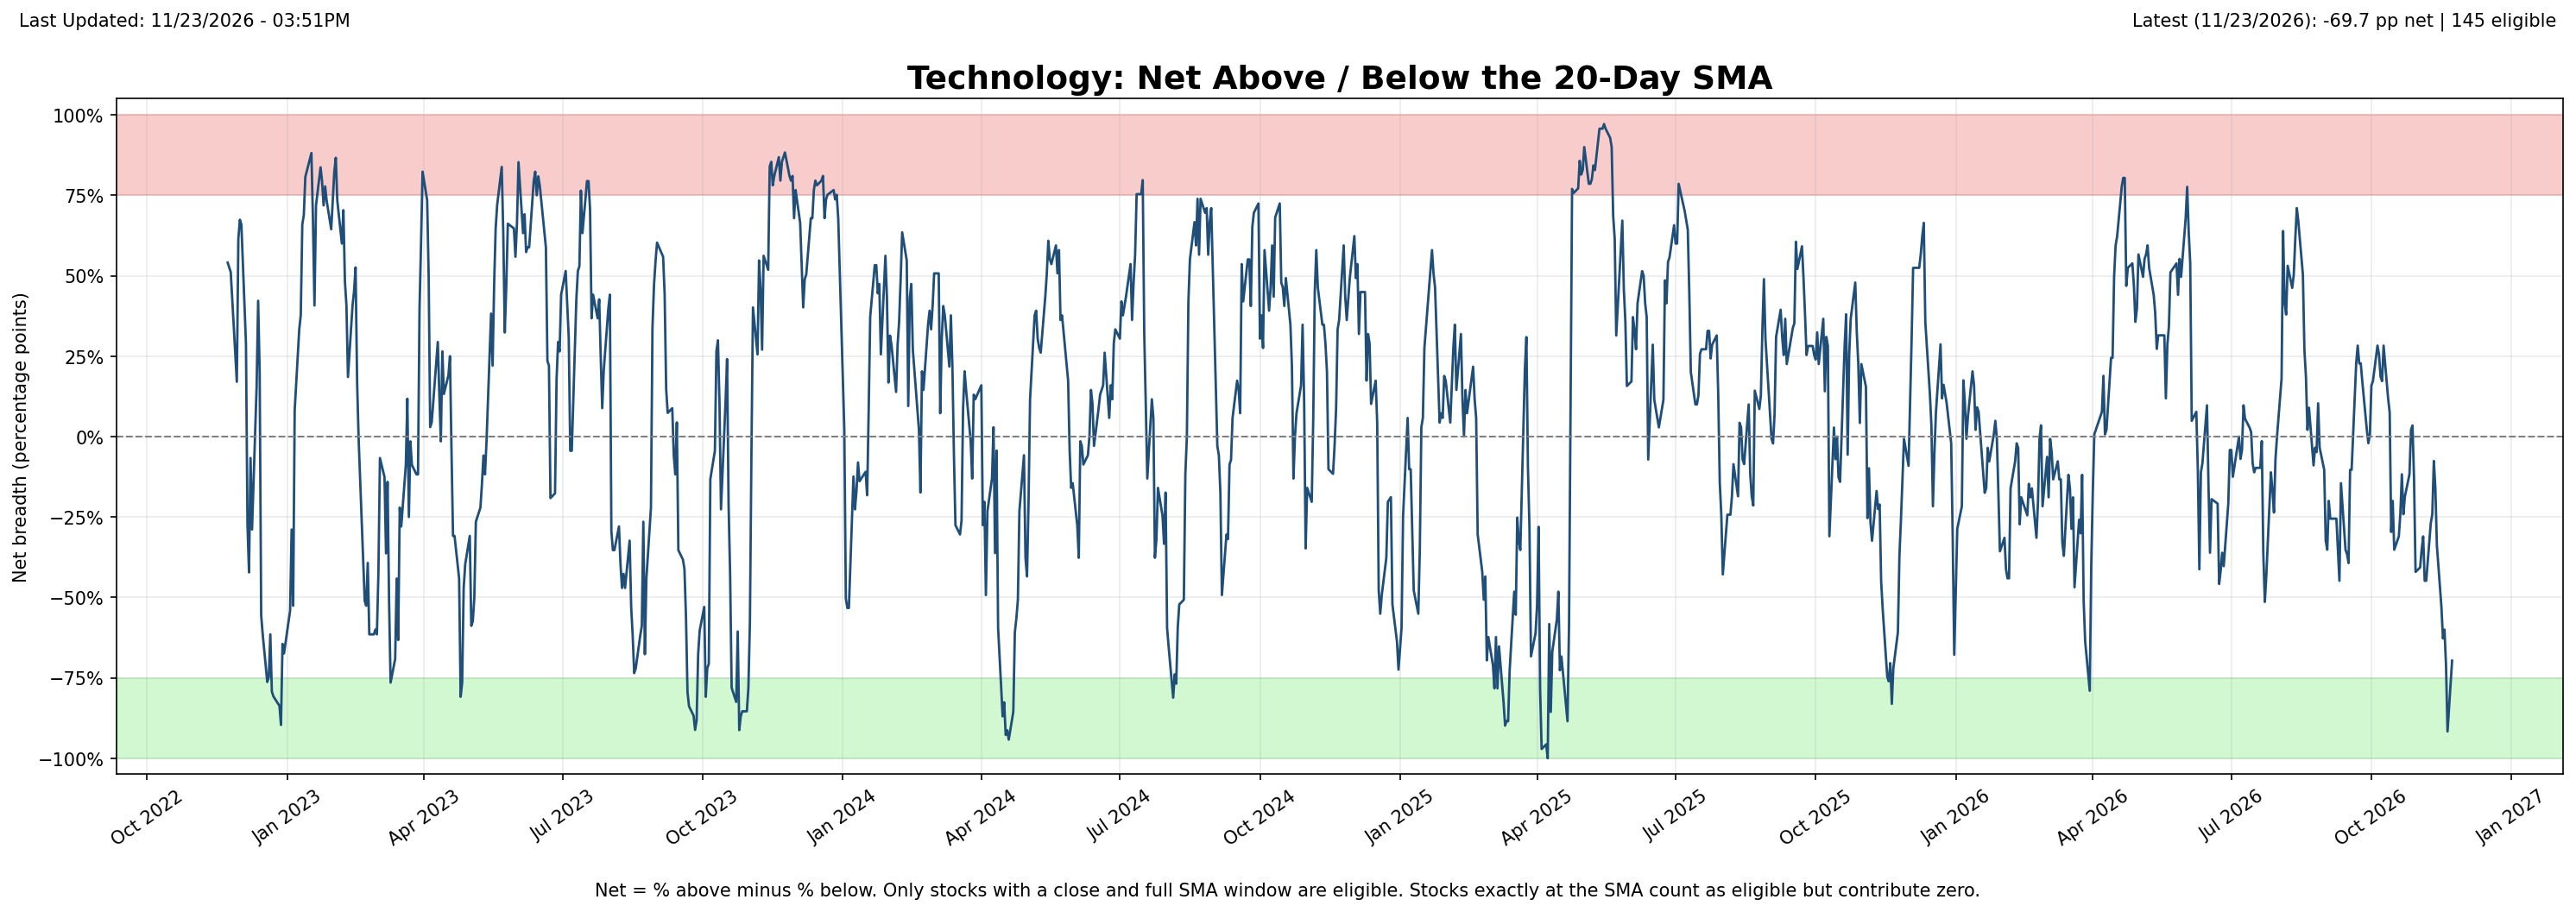 Last Updated: 11/23/2026 - 03:51PM
Latest (11/23/2026): -69.7 pp net | 145 eligible
Technology: Net Above / Below the 20-Day SMA
Net breadth (percentage points)
100%
75%
50%
25%
0%
−25%
−50%
−75%
−100%
Oct 2022
Jan 2023
Apr 2023
Jul 2023
Oct 2023
Jan 2024
Apr 2024
Jul 2024
Oct 2024
Jan 2025
Apr 2025
Jul 2025
Oct 2025
Jan 2026
Apr 2026
Jul 2026
Oct 2026
Jan 2027
Net = % above minus % below. Only stocks with a close and full SMA window are eligible. Stocks exactly at the SMA count as eligible but contribute zero.